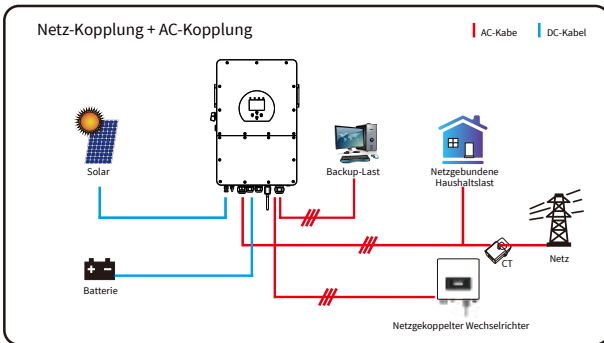 Netz-Kopplung + AC-Kopplung
AC-Kabe
DC-Kabel
Solar
Backup-Last
Netzgebundene
Haushaltslast
CT
Netz
Batterie
Netzgekoppelter Wechselrichter